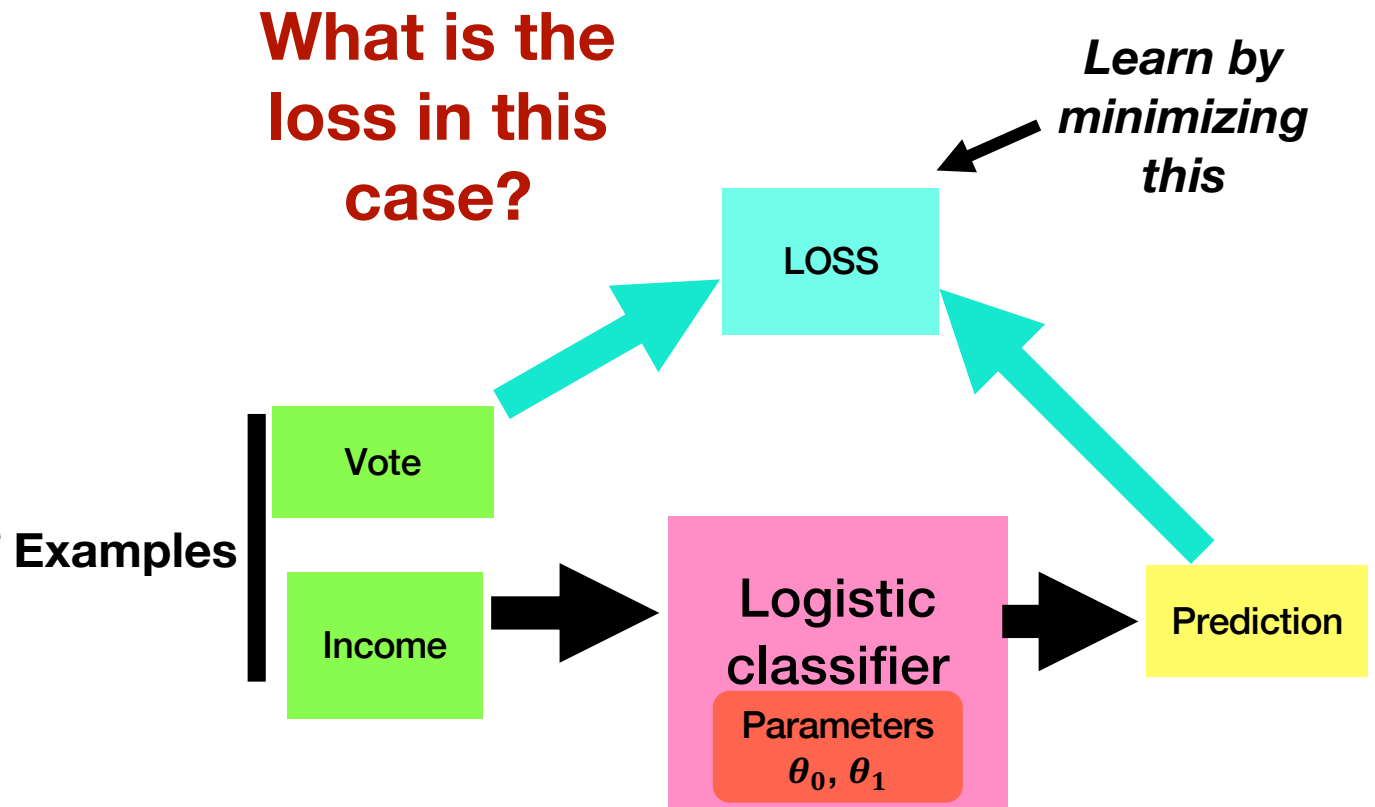 What is the
loss in this
case?
Learn by
minimizing
this
LOSS
Vote
Examples
Income
Logistic
classifier
Parameters
θ₀, θ₁
Prediction